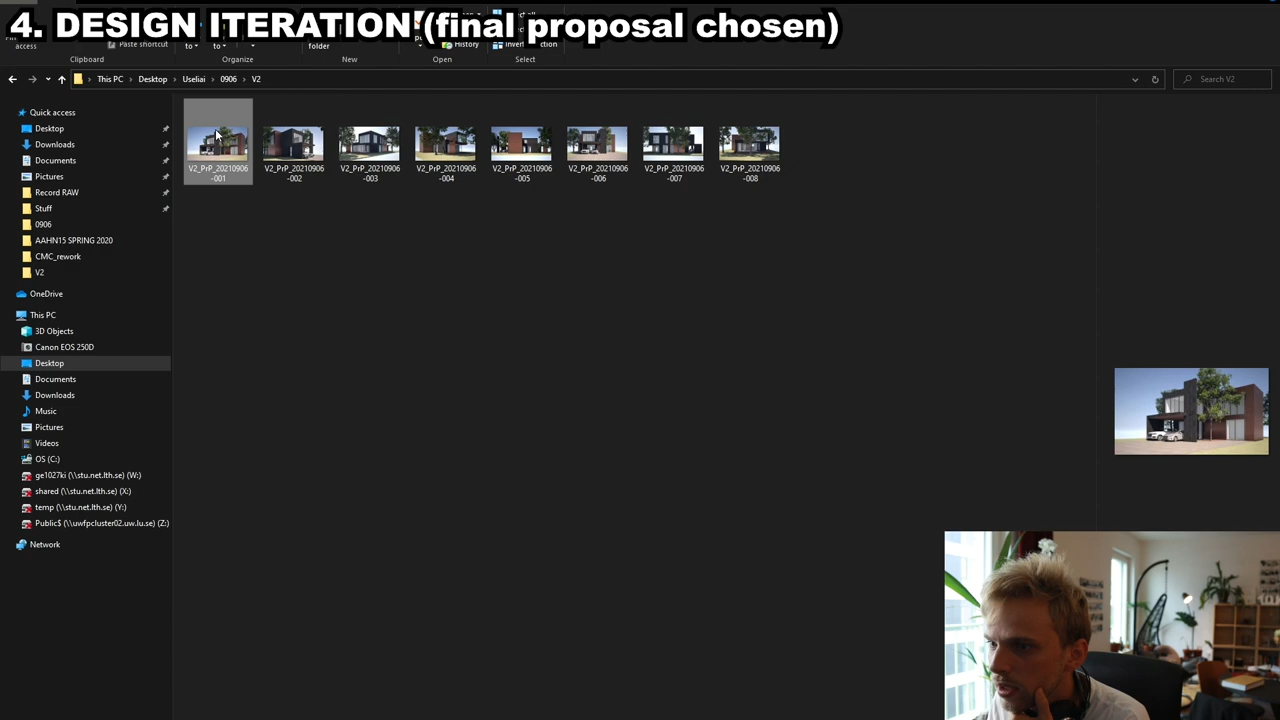 4. DESIGN ITERATION (final proposal chosen)
access
Paste shortcut
to
to
folder
History
Invert
Clipboard
Organize
New
Open
Select
This PC > Desktop > Useliai > 0906 > V2
Search V2
Quick access
Desktop
Downloads
Documents
Pictures
Record RAW
Stuff
0906
AAHN15 SPRING 2020
CMC_rework
V2
OneDrive
This PC
3D Objects
Canon EOS 250D
Desktop
Documents
Downloads
Music
Pictures
Videos
OS (C:)
ge1027ki (\\stu.net.lth.se) (W:)
shared (\\stu.net.lth.se) (X:)
temp (\\stu.net.lth.se) (Y:)
Public$ (\\uwfpcluster02.uw.lu.se) (Z:)
Network
V2_PrP_20210906
-001
V2_PrP_20210906
-002
V2_PrP_20210906
-003
V2_PrP_20210906
-004
V2_PrP_20210906
-005
V2_PrP_20210906
-006
V2_PrP_20210906
-007
V2_PrP_20210906
-008